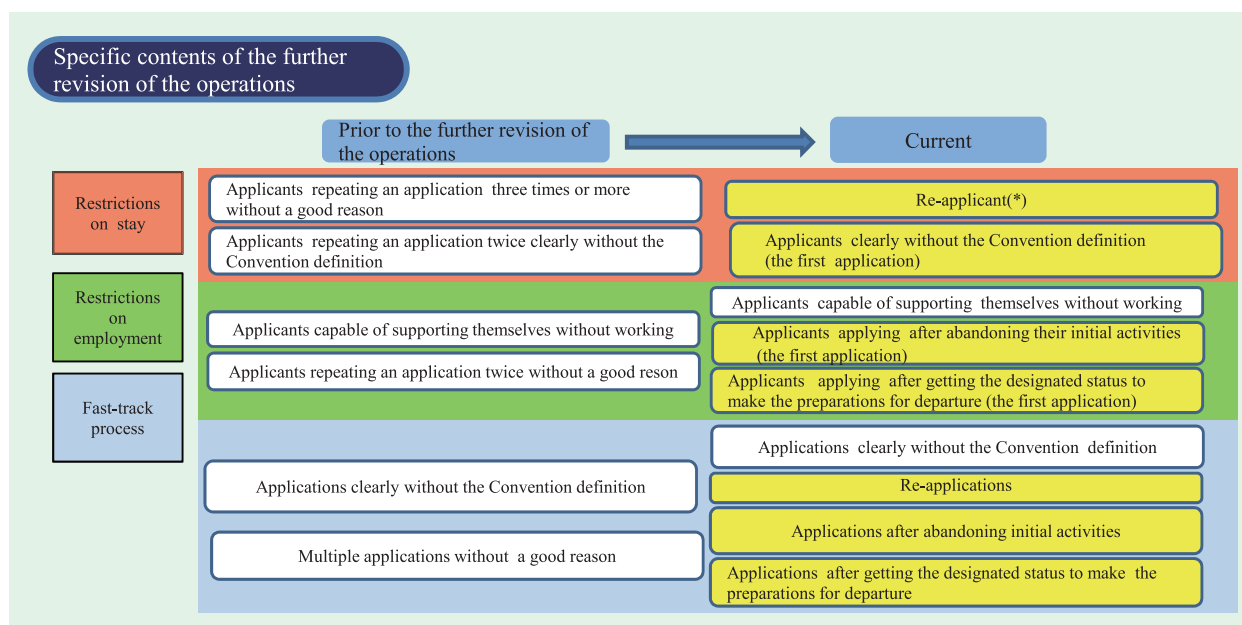 Specific contents of the further
revision of the operations
Prior to the further revision of
the operations
Current
Restrictions
on stay
Applicants repeating an application three times or more
without a good reason
Applicants repeating an application twice clearly without the
Convention definition
Re-applicant(*)
Applicants clearly without the Convention definition
(the first application)
Restrictions
on
employment
Applicants capable of supporting themselves without working
Applicants repeating an application twice without a good reson
Applicants capable of supporting themselves without working
Applicants applying after abandoning their initial activities
(the first application)
Applicants applying after getting the designated status to
make the preparations for departure (the first application)
Fast-track
process
Applications clearly without the Convention definition
Multiple applications without a good reason
Applications clearly without the Convention definition
Re-applications
Applications after abandoning initial activities
Applications after getting the designated status to make the
preparations for departure